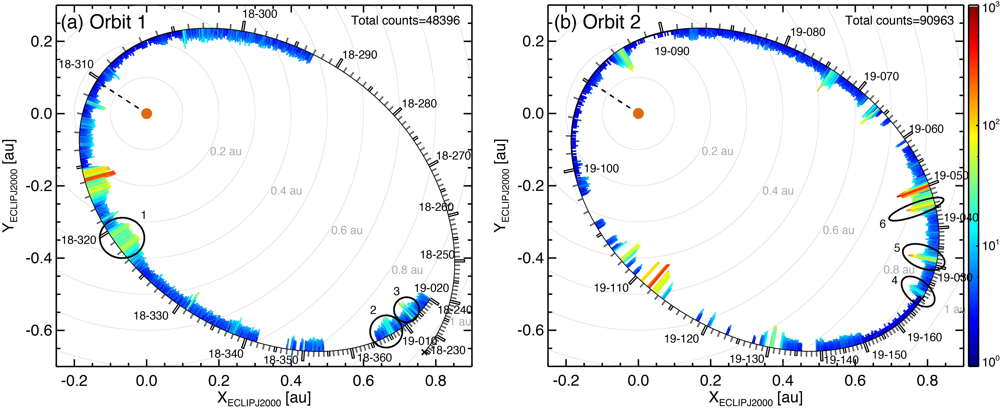 (a) Orbit 1
Total counts=48396
18-300
18-290
18-310
18-280
18-270
18-260
18-250
18-240
18-230
18-320
18-330
18-340
18-350
18-360
19-010
19-020
1
2
3
0.2 au
0.4 au
0.6 au
0.8 au
1 au
0.2
0.0
-0.2
-0.4
-0.6
Y_ECLIPJ2000 [au]
-0.2 0.0 0.2 0.4 0.6 0.8
X_ECLIPJ2000 [au]
(b) Orbit 2
Total counts=90963
19-080
19-090
19-070
19-060
19-050
19-040
19-030
19-100
19-110
19-120
19-130
19-140
19-150
19-160
6
5
4
0.2 au
0.4 au
0.6 au
0.8 au
1 au
0.2
0.0
-0.2
-0.4
-0.6
Y_ECLIPJ2000 [au]
-0.2 0.0 0.2 0.4 0.6 0.8
X_ECLIPJ2000 [au]
10³
10²
10¹
10⁰